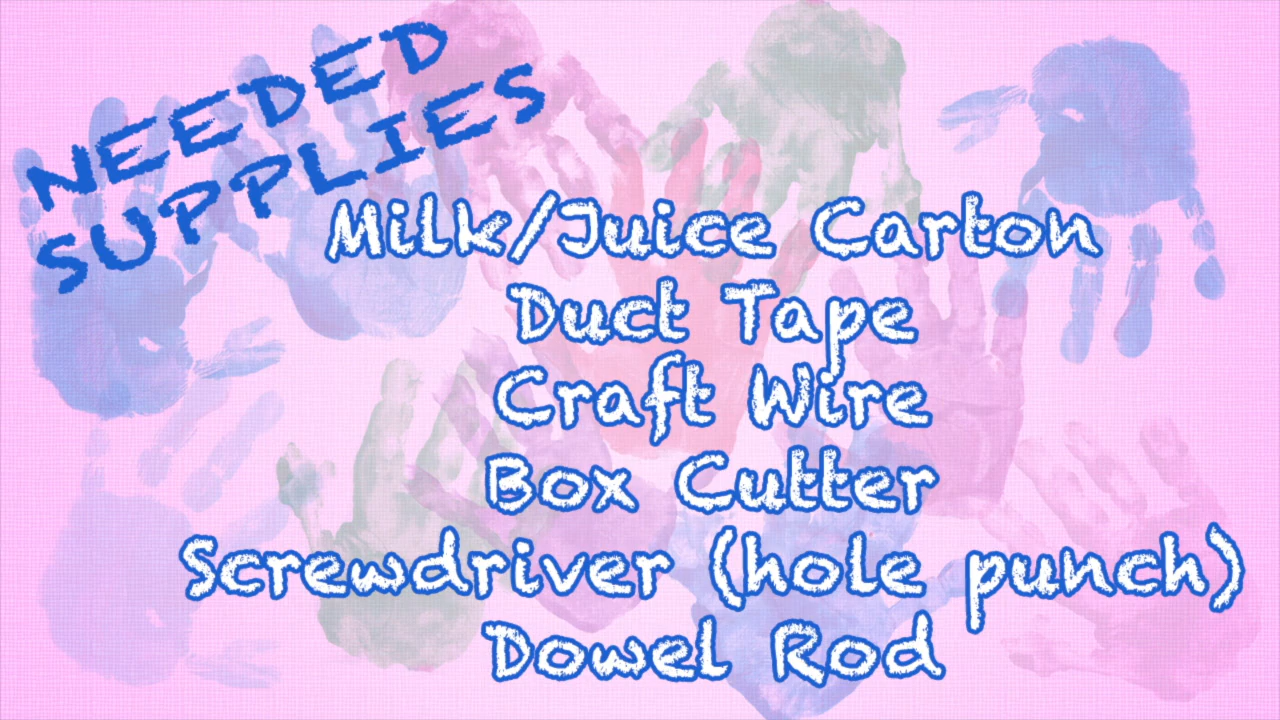 NEEDED
SUPPLIES
Milk/Juice Carton
Duct Tape
Craft Wire
Box Cutter
Screwdriver (hole punch)
Dowel Rod